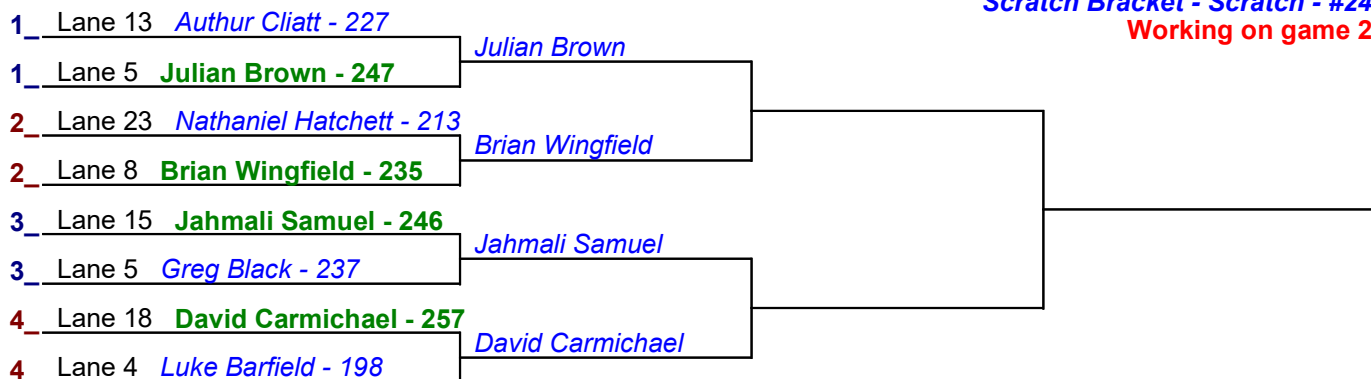 Scratch Bracket - Scratch - #24
Working on game 2
1_ Lane 13 Authur Cliatt - 227
Julian Brown
1_ Lane 5 Julian Brown - 247
2_ Lane 23 Nathaniel Hatchett - 213
Brian Wingfield
2_ Lane 8 Brian Wingfield - 235
3_ Lane 15 Jahmali Samuel - 246
Jahmali Samuel
3_ Lane 5 Greg Black - 237
4_ Lane 18 David Carmichael - 257
David Carmichael
4 Lane 4 Luke Barfield - 198